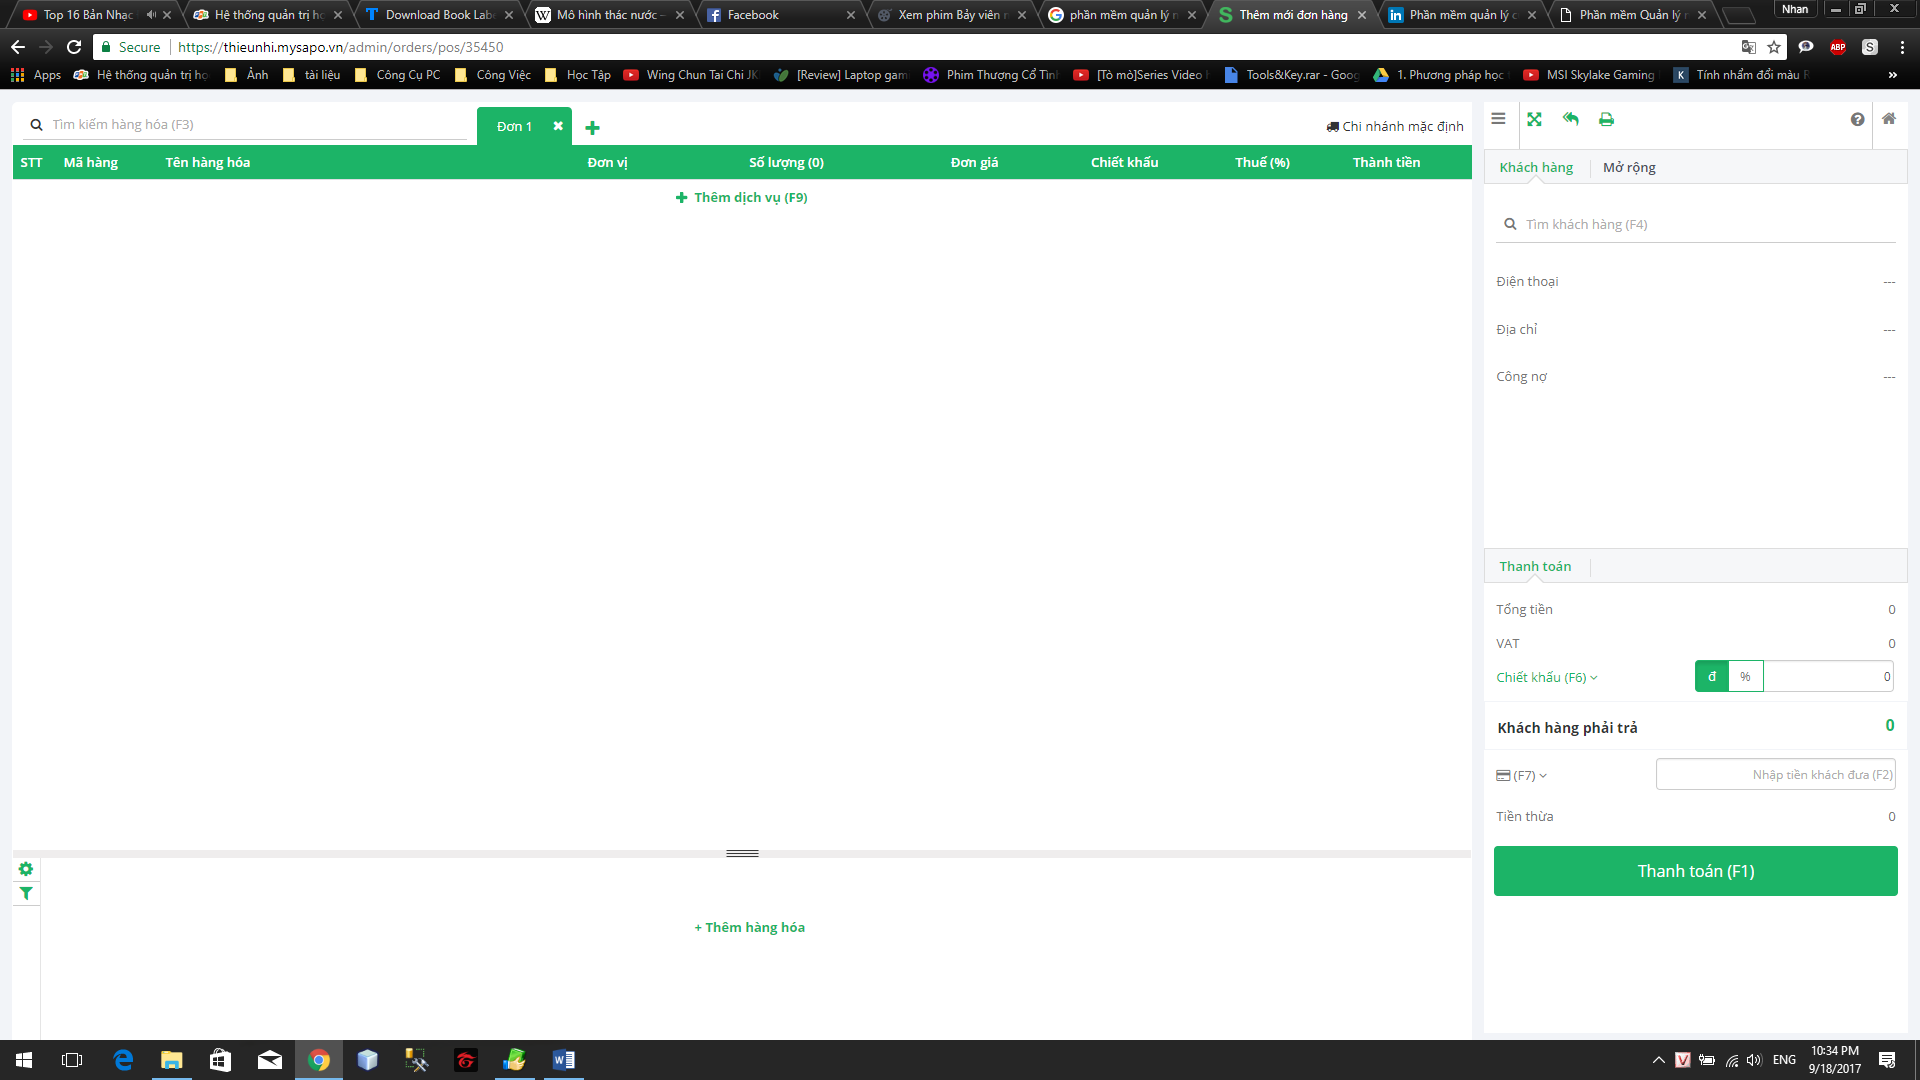 Top 16 Bản Nhạc
Hệ thống quản trị họ
Download Book Labe
Mô hình thác nước –
Facebook
Xem phim Bảy viên n
phần mềm quản lý n
Thêm mới đơn hàng
Phần mềm quản lý c
Phần mềm Quản lý n
Nhan
Secure
https://thieunhi.mysapo.vn/admin/orders/pos/35450
Apps
Hệ thống quản trị họ
Ảnh
tài liệu
Công Cụ PC
Công Việc
Học Tập
Wing Chun Tai Chi JK
[Review] Laptop gam
Phim Thượng Cổ Tìn
[Tò mò]Series Video
Tools&Key.rar - Goog
1. Phương pháp học
MSI Skylake Gaming
Tính nhẩm đổi màu R
Tìm kiếm hàng hóa (F3)
Đơn 1
Chi nhánh mặc định
STT Mã hàng Tên hàng hóa Đơn vị Số lượng (0) Đơn giá Chiết khấu Thuế (%) Thành tiền
Thêm dịch vụ (F9)
+ Thêm hàng hóa
Khách hàng Mở rộng
Tìm khách hàng (F4)
Điện thoại ---
Địa chỉ ---
Công nợ ---
Thanh toán
Tổng tiền 0
VAT 0
Chiết khấu (F6) đ % 0
Khách hàng phải trả 0
(F7) Nhập tiền khách đưa (F2)
Tiền thừa 0
Thanh toán (F1)
ENG
10:34 PM
9/18/2017